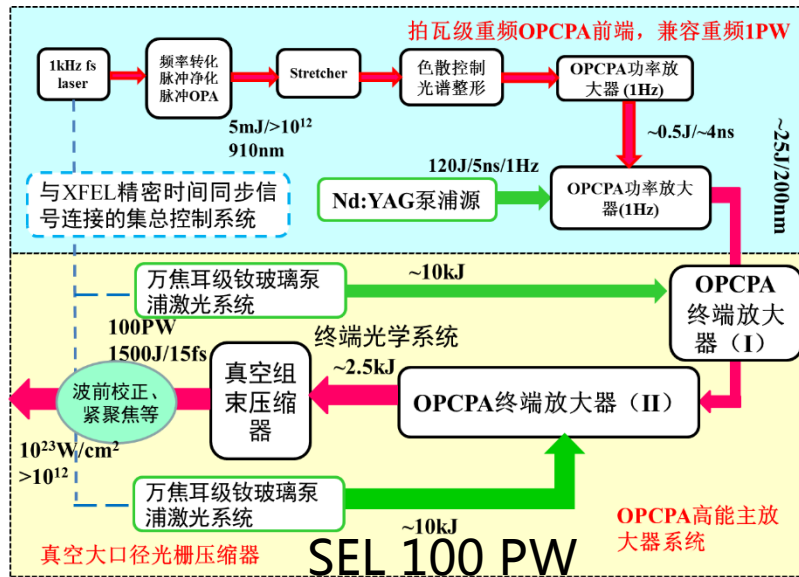 拍瓦级重频OPCPA前端，兼容重频1PW
1kHz fs
laser
频率转化
脉冲净化
脉冲OPA
Stretcher
色散控制
光谱整形
OPCPA功率放
大器 (1Hz)
5mJ/>10¹²
910nm
~0.5J/~4ns
~25J/200nm
120J/5ns/1Hz
与XFEL精密时间同步信
号连接的集总控制系统
Nd:YAG泵浦源
OPCPA功率放大
器(1Hz)
万焦耳级钕玻璃泵
浦激光系统
~10kJ
OPCPA
终端放大
器（I）
100PW
1500J/15fs
终端光学系统
~2.5kJ
波前校正、
紧聚焦等
真空组
束压缩
器
OPCPA终端放大器（II）
10²³W/cm²
>10¹²
万焦耳级钕玻璃泵
浦激光系统
~10kJ
OPCPA高能主放
大器系统
真空大口径光栅压缩器
SEL 100 PW